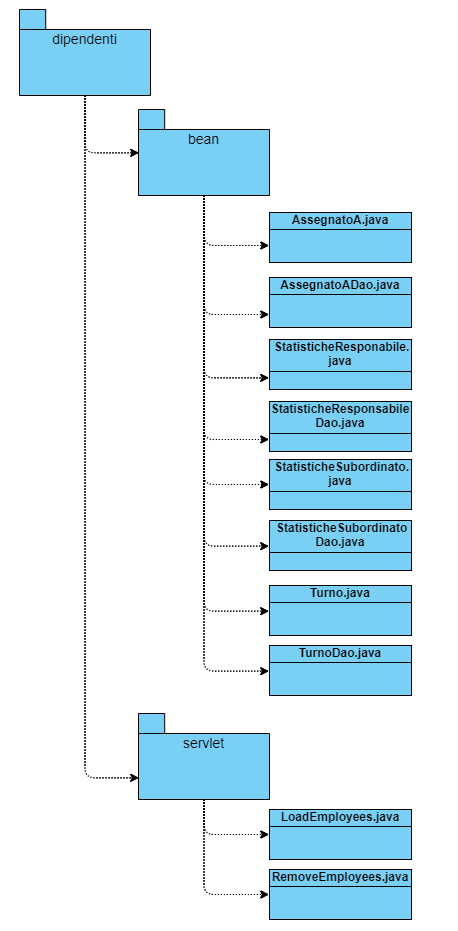 dipendenti
bean
AssegnatoA.java
AssegnatoADao.java
StatisticheResponabile.
java
StatisticheResponsabile
Dao.java
StatisticheSubordinato.
java
StatisticheSubordinato
Dao.java
Turno.java
TurnoDao.java
servlet
LoadEmployees.java
RemoveEmployees.java